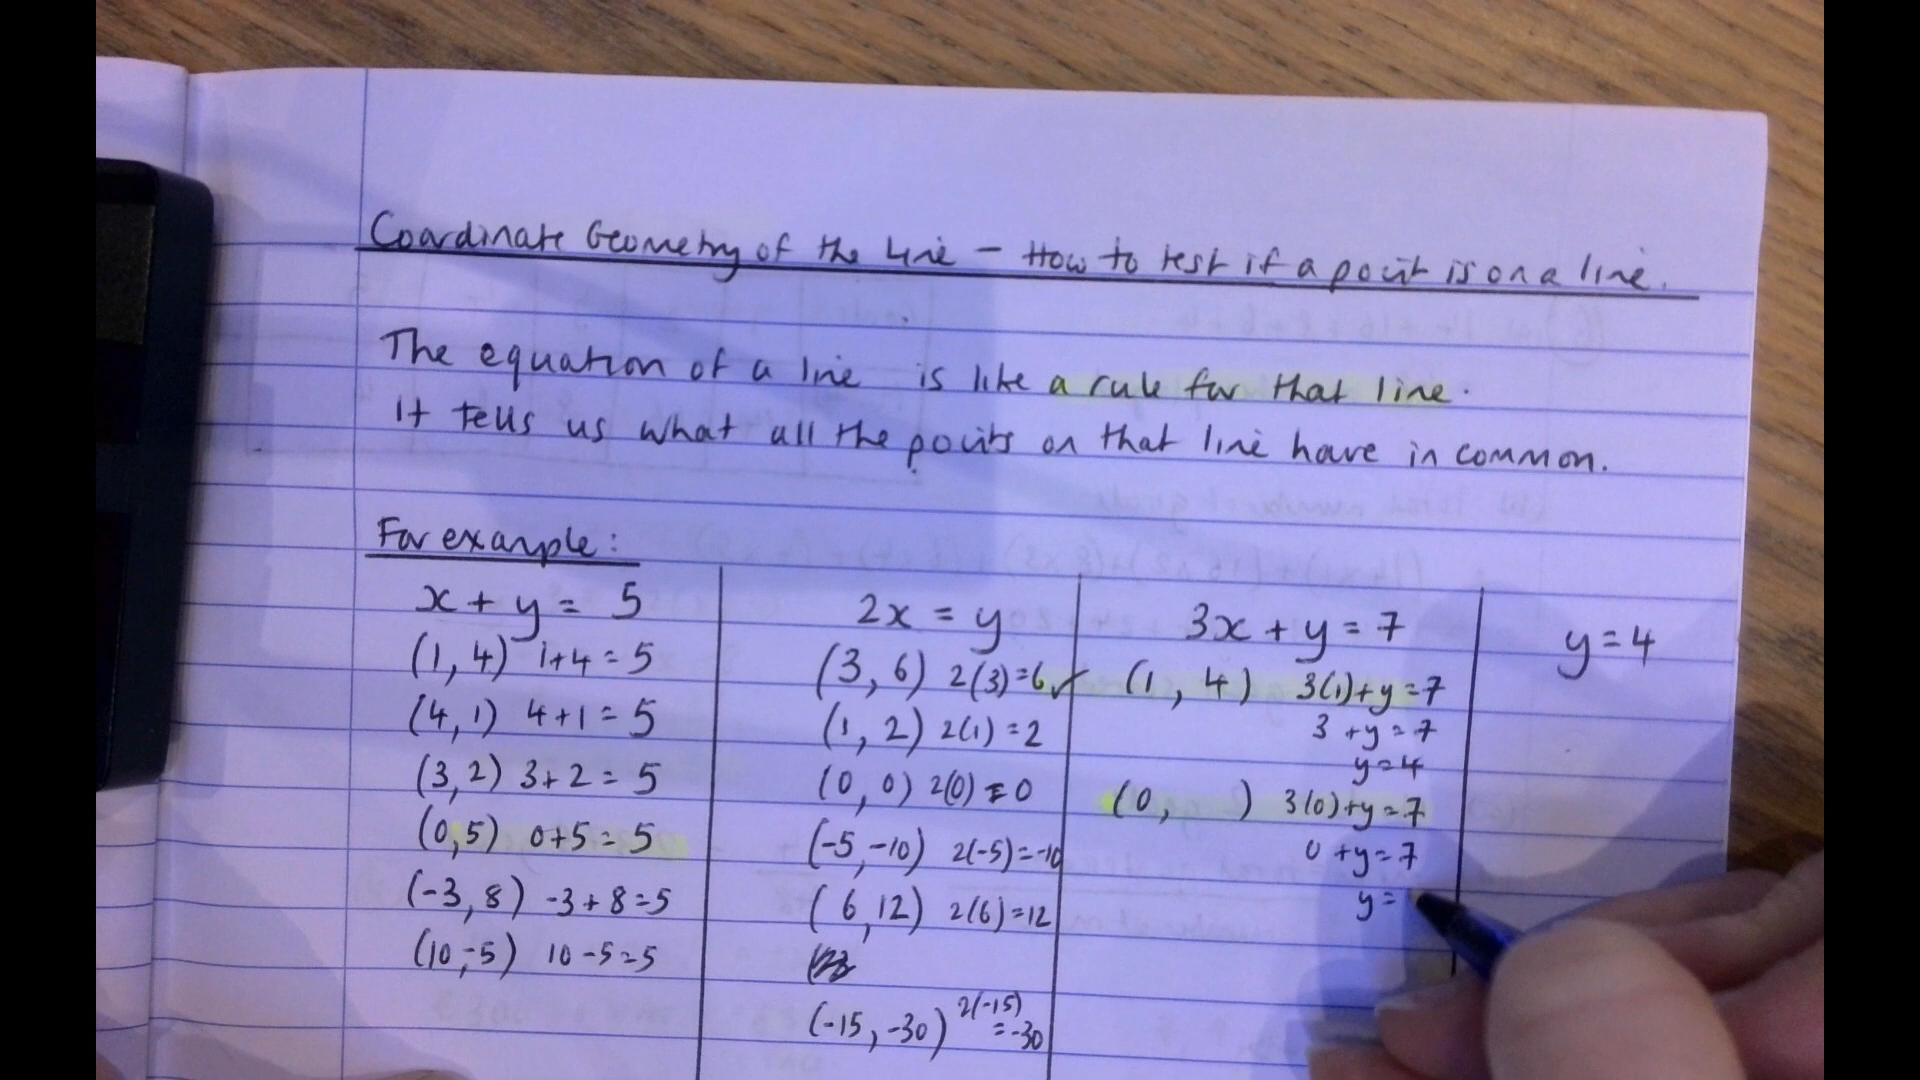 Coordinate Geometry of the line - How to test if a point is on a line.
The equation of a line is like a rule for that line.
It tells us what all the points on that line have in common.
For example:
x + y = 5
(1, 4) 1+4=5
(4, 1) 4+1=5
(3, 2) 3+2=5
(0,5) 0+5=5
(-3, 8) -3+8=5
(10,-5) 10-5=5
2x = y
(3, 6) 2(3)=6✓
(1, 2) 2(1)=2
(0, 0) 2(0)=0
(-5, -10) 2(-5)=-10
(6, 12) 2(6)=12
(-15, -30) 2(-15)
=-30
3x + y = 7
(1, 4) 3(1)+y=7
3+y=7
y=4
(0, ) 3(0)+y=7
0+y=7
y=
y=4